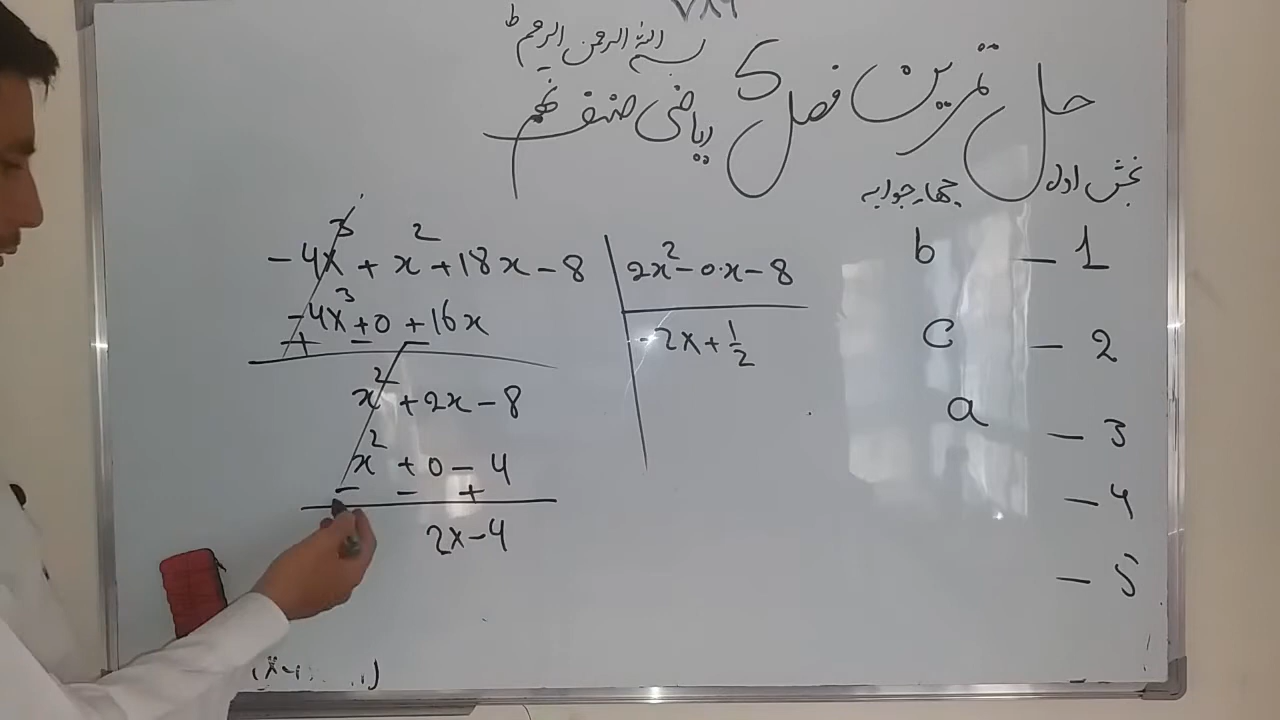 ۷۸۶
بسم الله الرحمن الرحیم ط
حل تمرین فصل 5
ریاضی صنف نهم
بخش اول چهار جوابه
1 – b
2 – c
3 – a
4 –
5 –
-4x³ + x² + 18x - 8 | 2x² - 0·x - 8
-4x³ + 0 + 16x | -2x + 1/2
+ - -
x² + 2x - 8
x² + 0 - 4
- - +
2x - 4